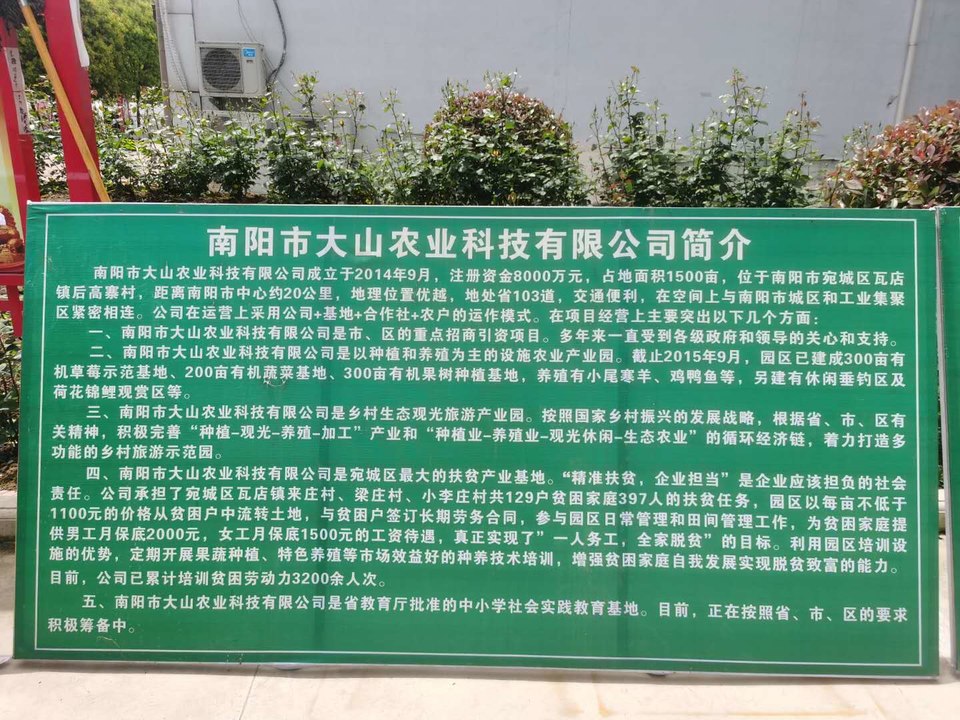 南阳市大山农业科技有限公司简介
南阳市大山农业科技有限公司成立于2014年9月，注册资金8000万元，占地面积1500亩，位于南阳市宛城区瓦店
镇后高寨村，距离南阳市中心约20公里，地理位置优越，地处省103道，交通便利，在空间上与南阳市城区和工业集聚
区紧密相连。公司在运营上采用公司+基地+合作社+农户的运作模式。在项目经营上主要突出以下几个方面：
一、南阳市大山农业科技有限公司是市、区的重点招商引资项目。多年来一直受到各级政府和领导的关心和支持。
二、南阳市大山农业科技有限公司是以种植和养殖为主的设施农业产业园。截止2015年9月，园区已建成300亩有
机草莓示范基地、200亩有机蔬菜基地、300亩有机果树种植基地，养殖有小尾寒羊、鸡鸭鱼等，另建有休闲垂钓区及
荷花锦鲤观赏区等。
三、南阳市大山农业科技有限公司是乡村生态观光旅游产业园。按照国家乡村振兴的发展战略，根据省、市、区有
关精神，积极完善“种植-观光-养殖-加工”产业和“种植业-养殖业-观光休闲-生态农业”的循环经济链，着力打造多
功能的乡村旅游示范园。
四、南阳市大山农业科技有限公司是宛城区最大的扶贫产业基地。“精准扶贫，企业担当”是企业应该担负的社会
责任。公司承担了宛城区瓦店镇来庄村、梁庄村、小李庄村共129户贫困家庭397人的扶贫任务，园区以每亩不低于
1100元的价格从贫困户中流转土地，与贫困户签订长期劳务合同，参与园区日常管理和田间管理工作，为贫困家庭提
供男工月保底2000元，女工月保底1500元的工资待遇，真正实现了”一人务工，全家脱贫”的目标。利用园区培训设
施的优势，定期开展果蔬种植、特色养殖等市场效益好的种养技术培训，增强贫困家庭自我发展实现脱贫致富的能力。
目前，公司已累计培训贫困劳动力3200余人次。
五、南阳市大山农业科技有限公司是省教育厅批准的中小学社会实践教育基地。目前，正在按照省、市、区的要求
积极筹备中。